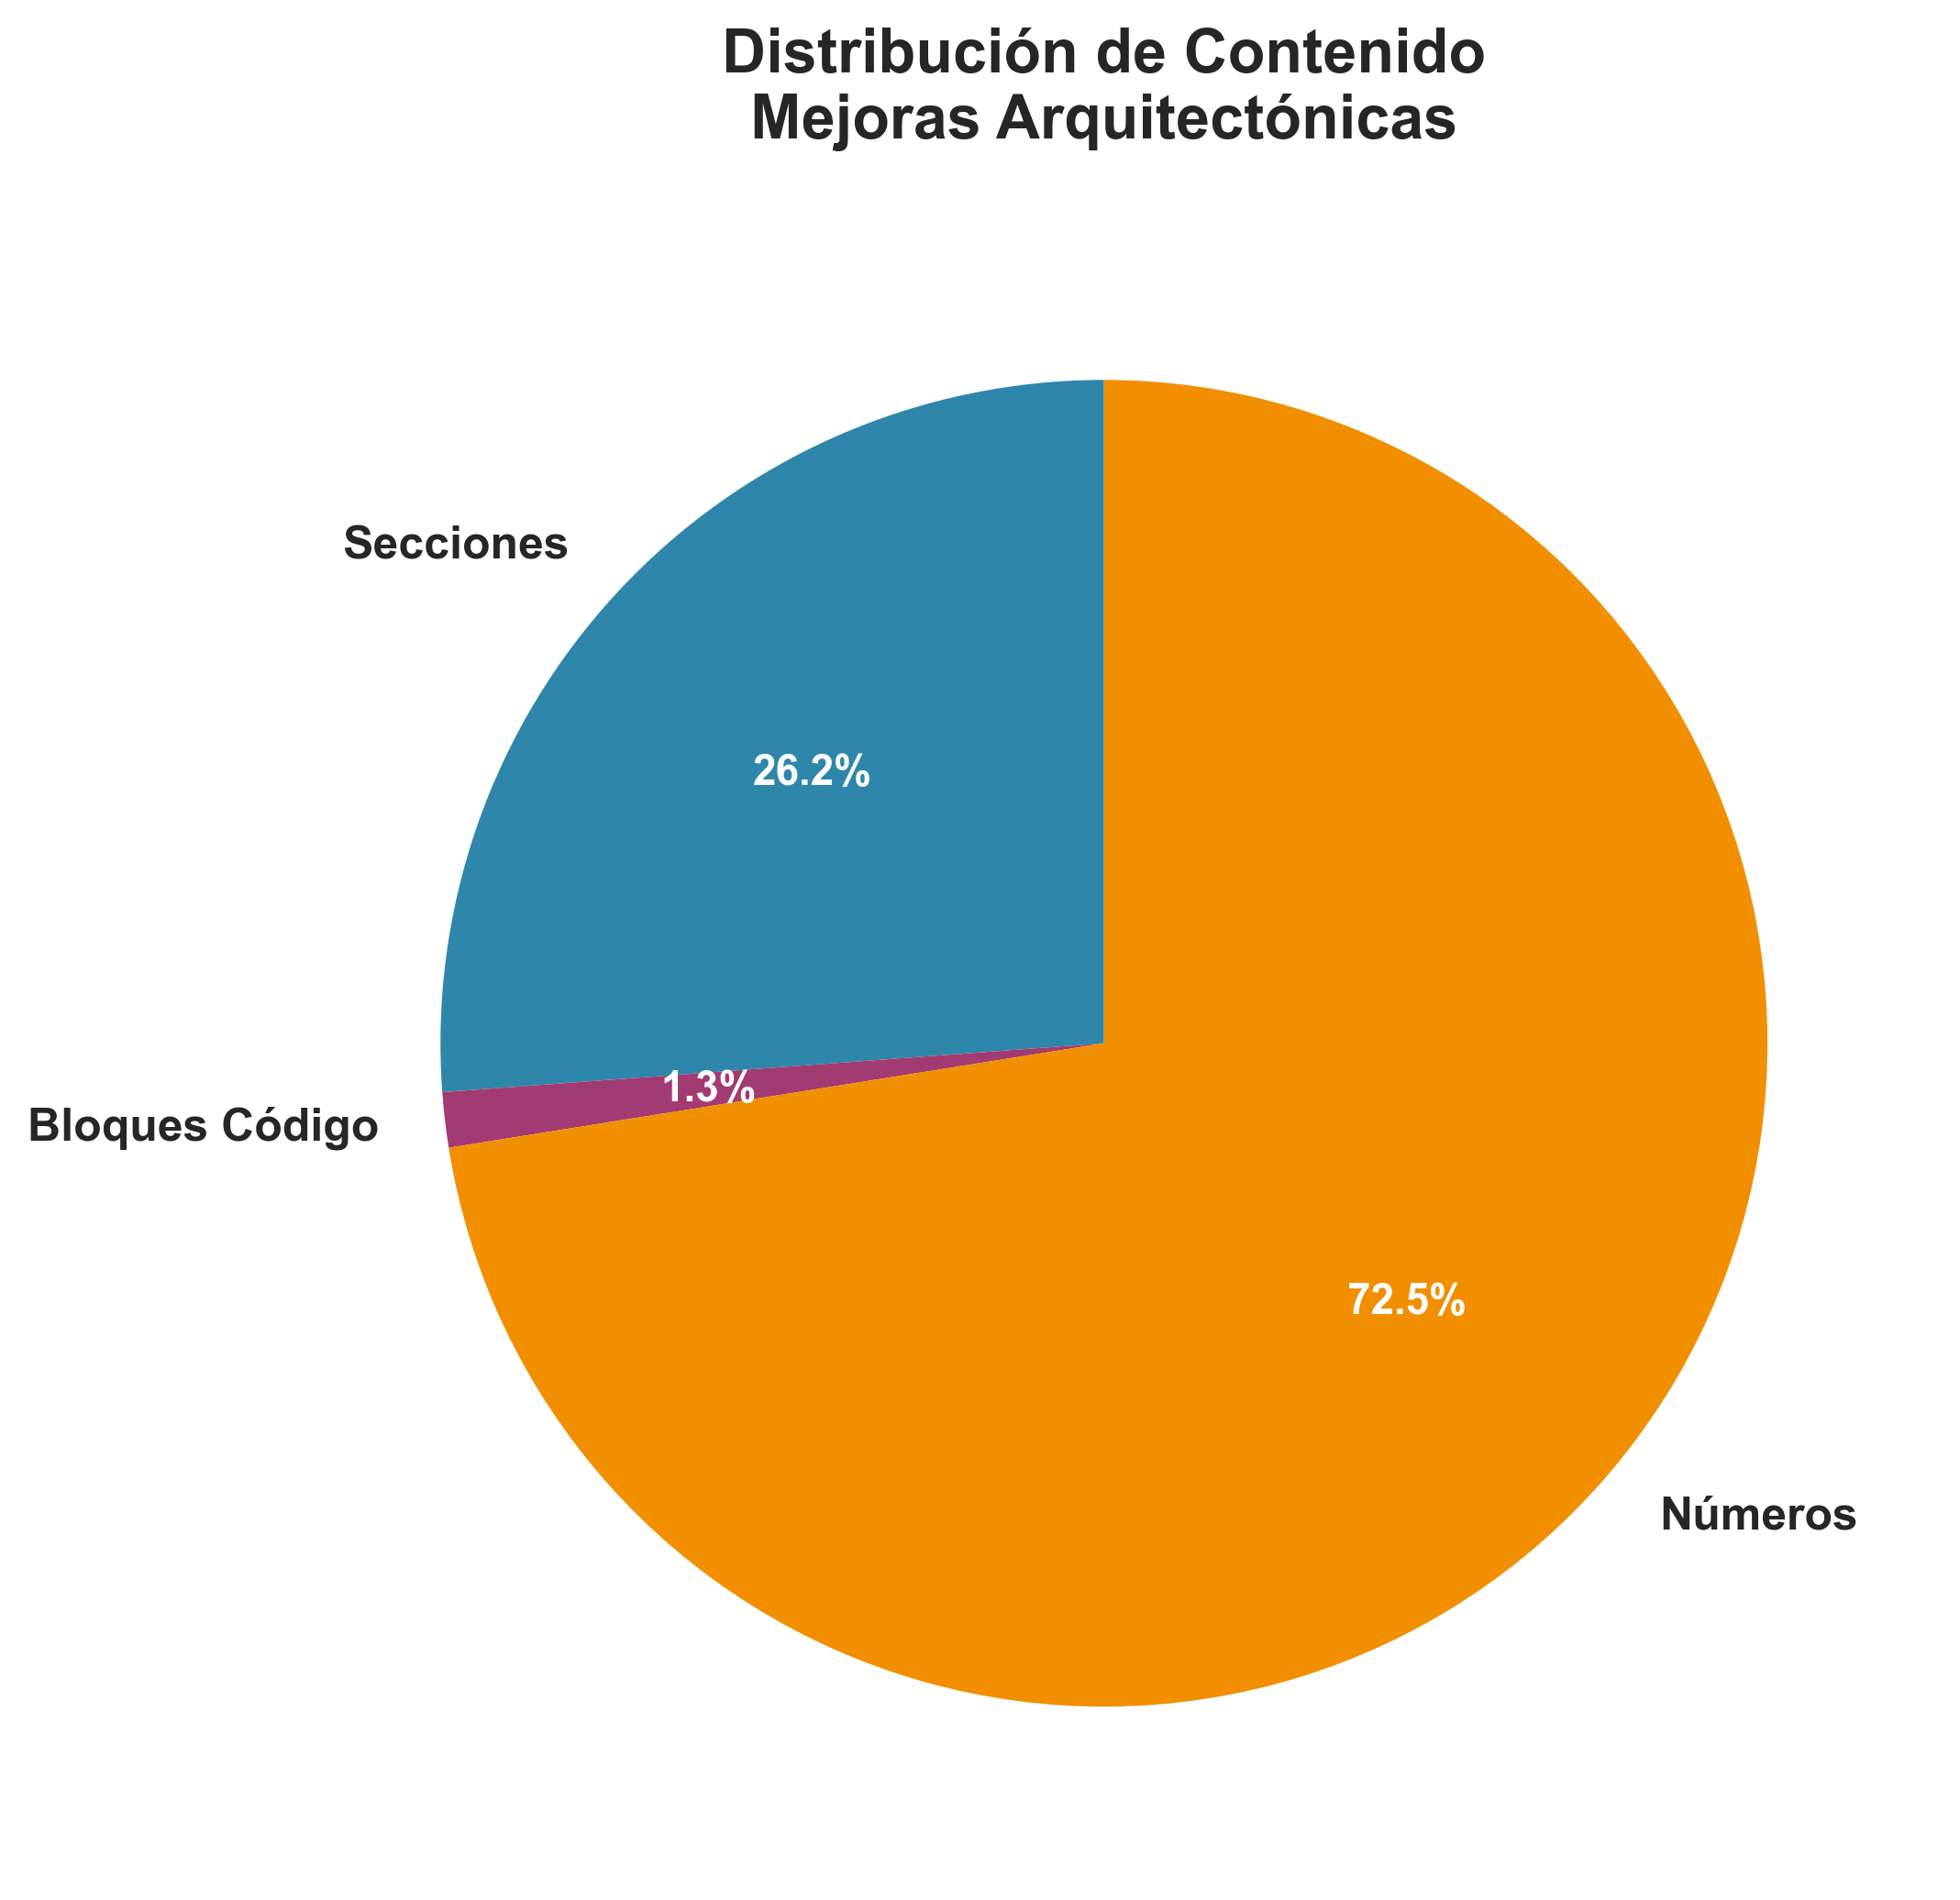 Distribución de Contenido
Mejoras Arquitectónicas
Secciones
26.2%
1.3%
Bloques Código
72.5%
Números